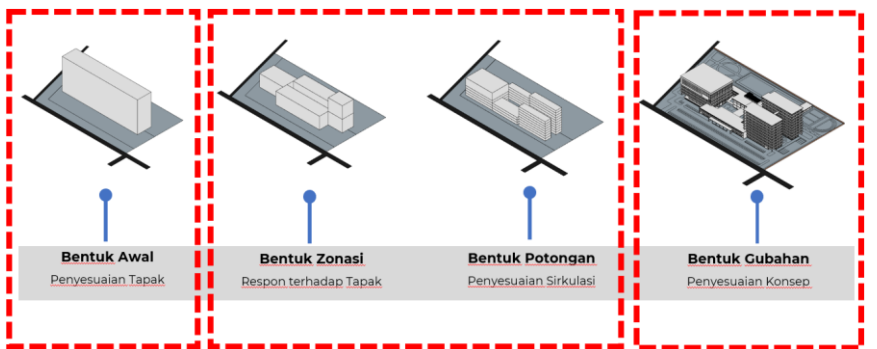 Bentuk Awal
Penyesuaian Tapak
Bentuk Zonasi
Respon terhadap Tapak
Bentuk Potongan
Penyesuaian Sirkulasi
Bentuk Gubahan
Penyesuaian Konsep